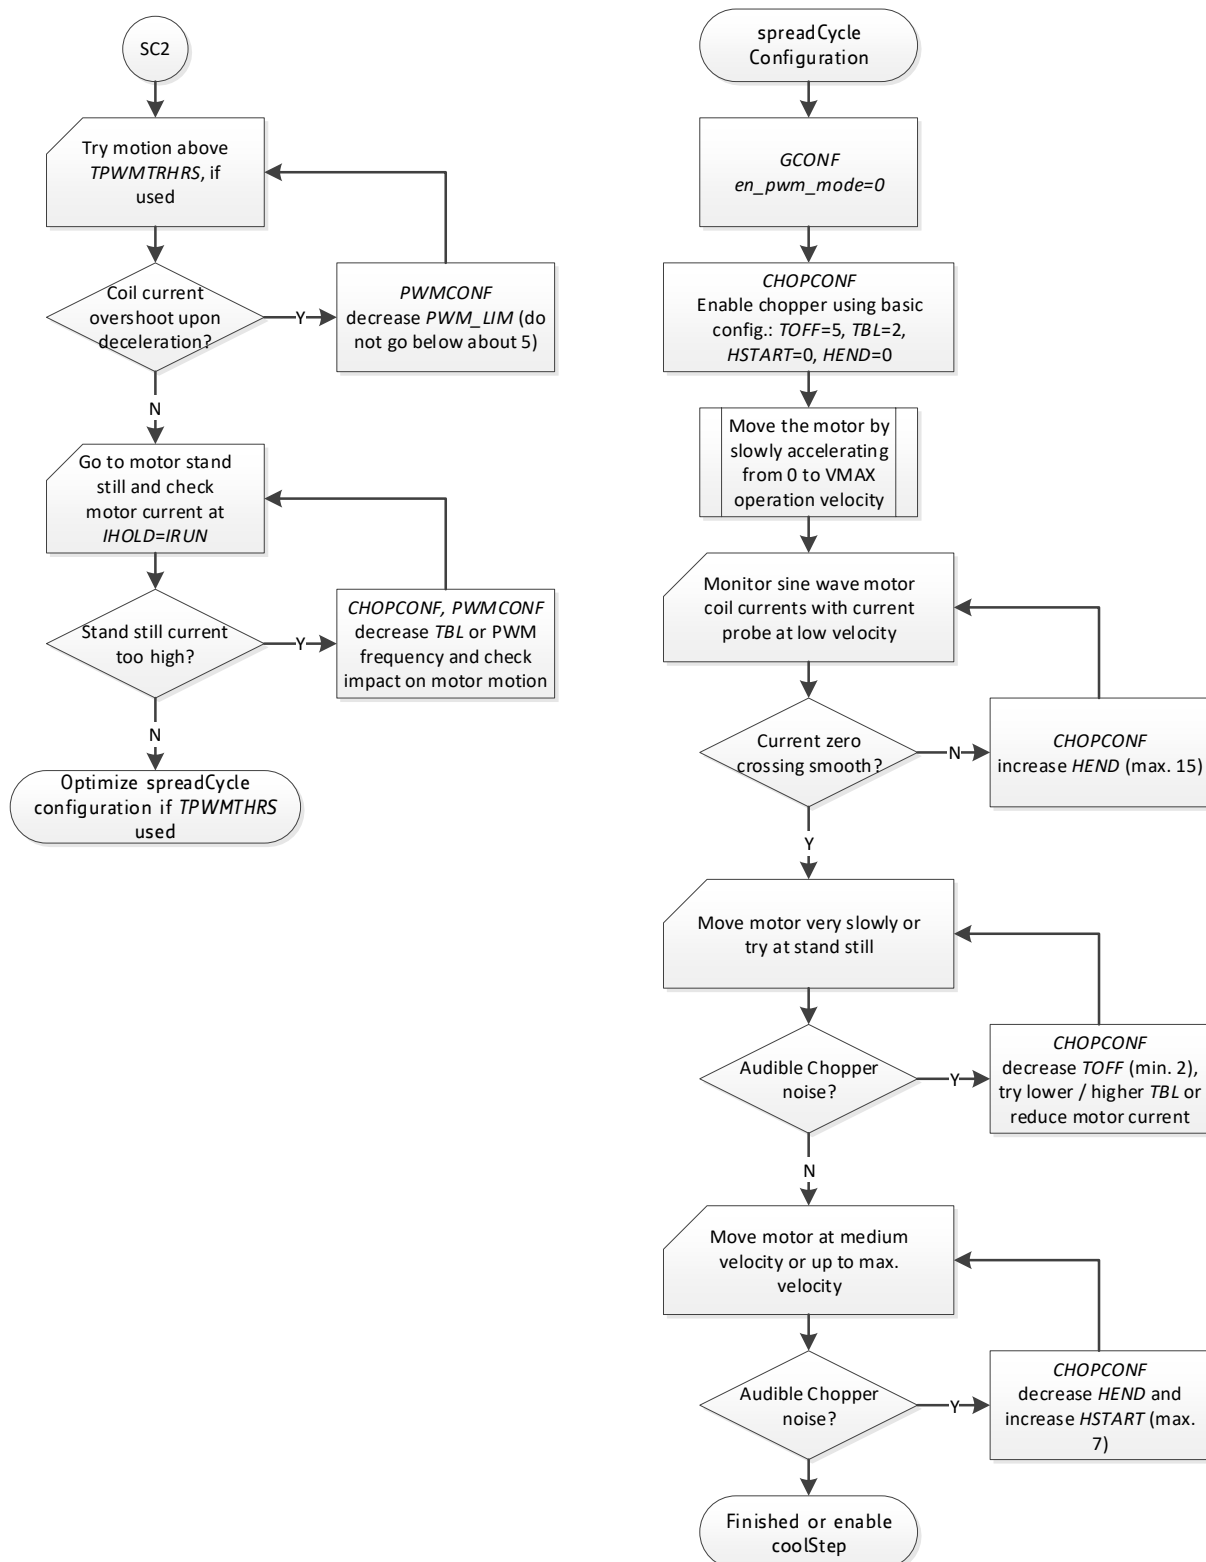 SC2
Try motion above
TPWMTRHRS, if
used
Coil current
overshoot upon
deceleration?
Y
PWMCONF
decrease PWM_LIM (do
not go below about 5)
N
Go to motor stand
still and check
motor current at
IHOLD=IRUN
Stand still current
too high?
Y
CHOPCONF, PWMCONF
decrease TBL or PWM
frequency and check
impact on motor motion
N
Optimize spreadCycle
configuration if TPWMTHRS
used
spreadCycle
Configuration
GCONF
en_pwm_mode=0
CHOPCONF
Enable chopper using basic
config.: TOFF=5, TBL=2,
HSTART=0, HEND=0
Move the motor by
slowly accelerating
from 0 to VMAX
operation velocity
Monitor sine wave motor
coil currents with current
probe at low velocity
Current zero
crossing smooth?
N
CHOPCONF
increase HEND (max. 15)
Y
Move motor very slowly or
try at stand still
Audible Chopper
noise?
Y
CHOPCONF
decrease TOFF (min. 2),
try lower / higher TBL or
reduce motor current
N
Move motor at medium
velocity or up to max.
velocity
Audible Chopper
noise?
Y
CHOPCONF
decrease HEND and
increase HSTART (max.
7)
Finished or enable
coolStep